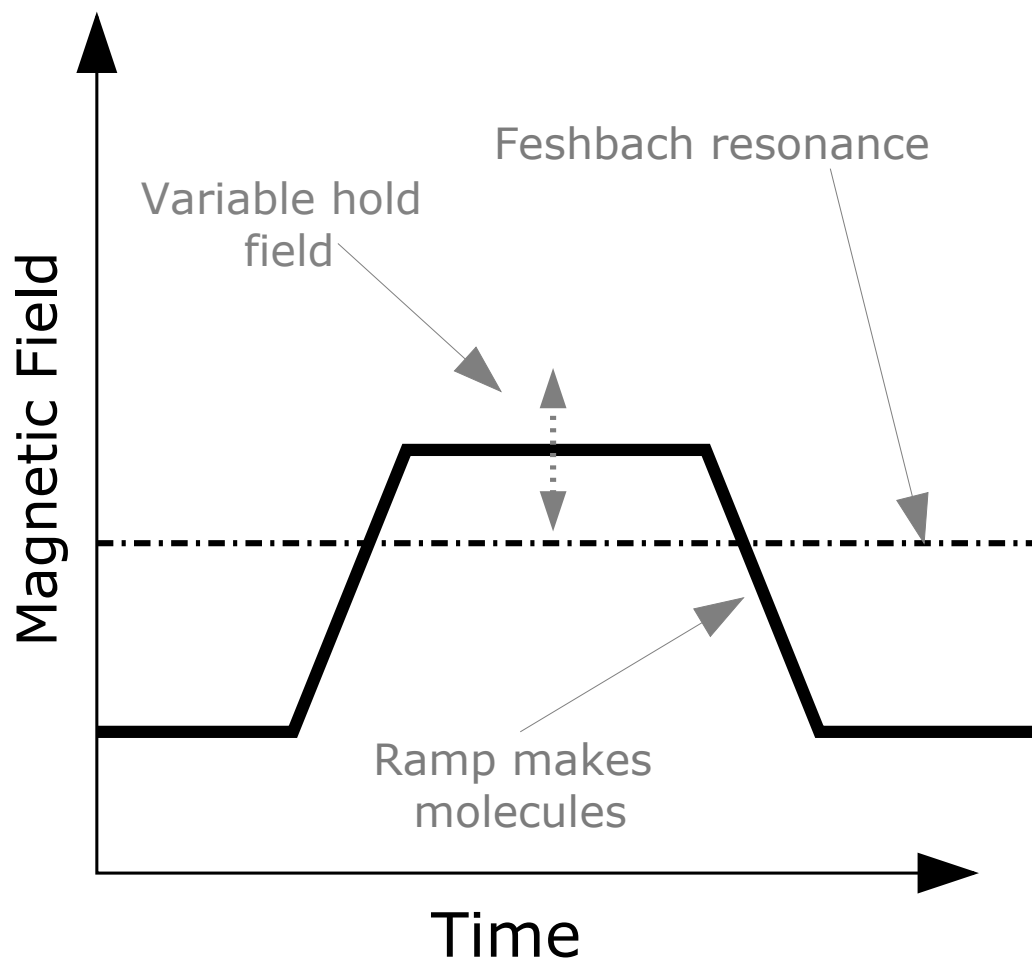 Feshbach resonance
Variable hold
field
Magnetic Field
Ramp makes
molecules
Time